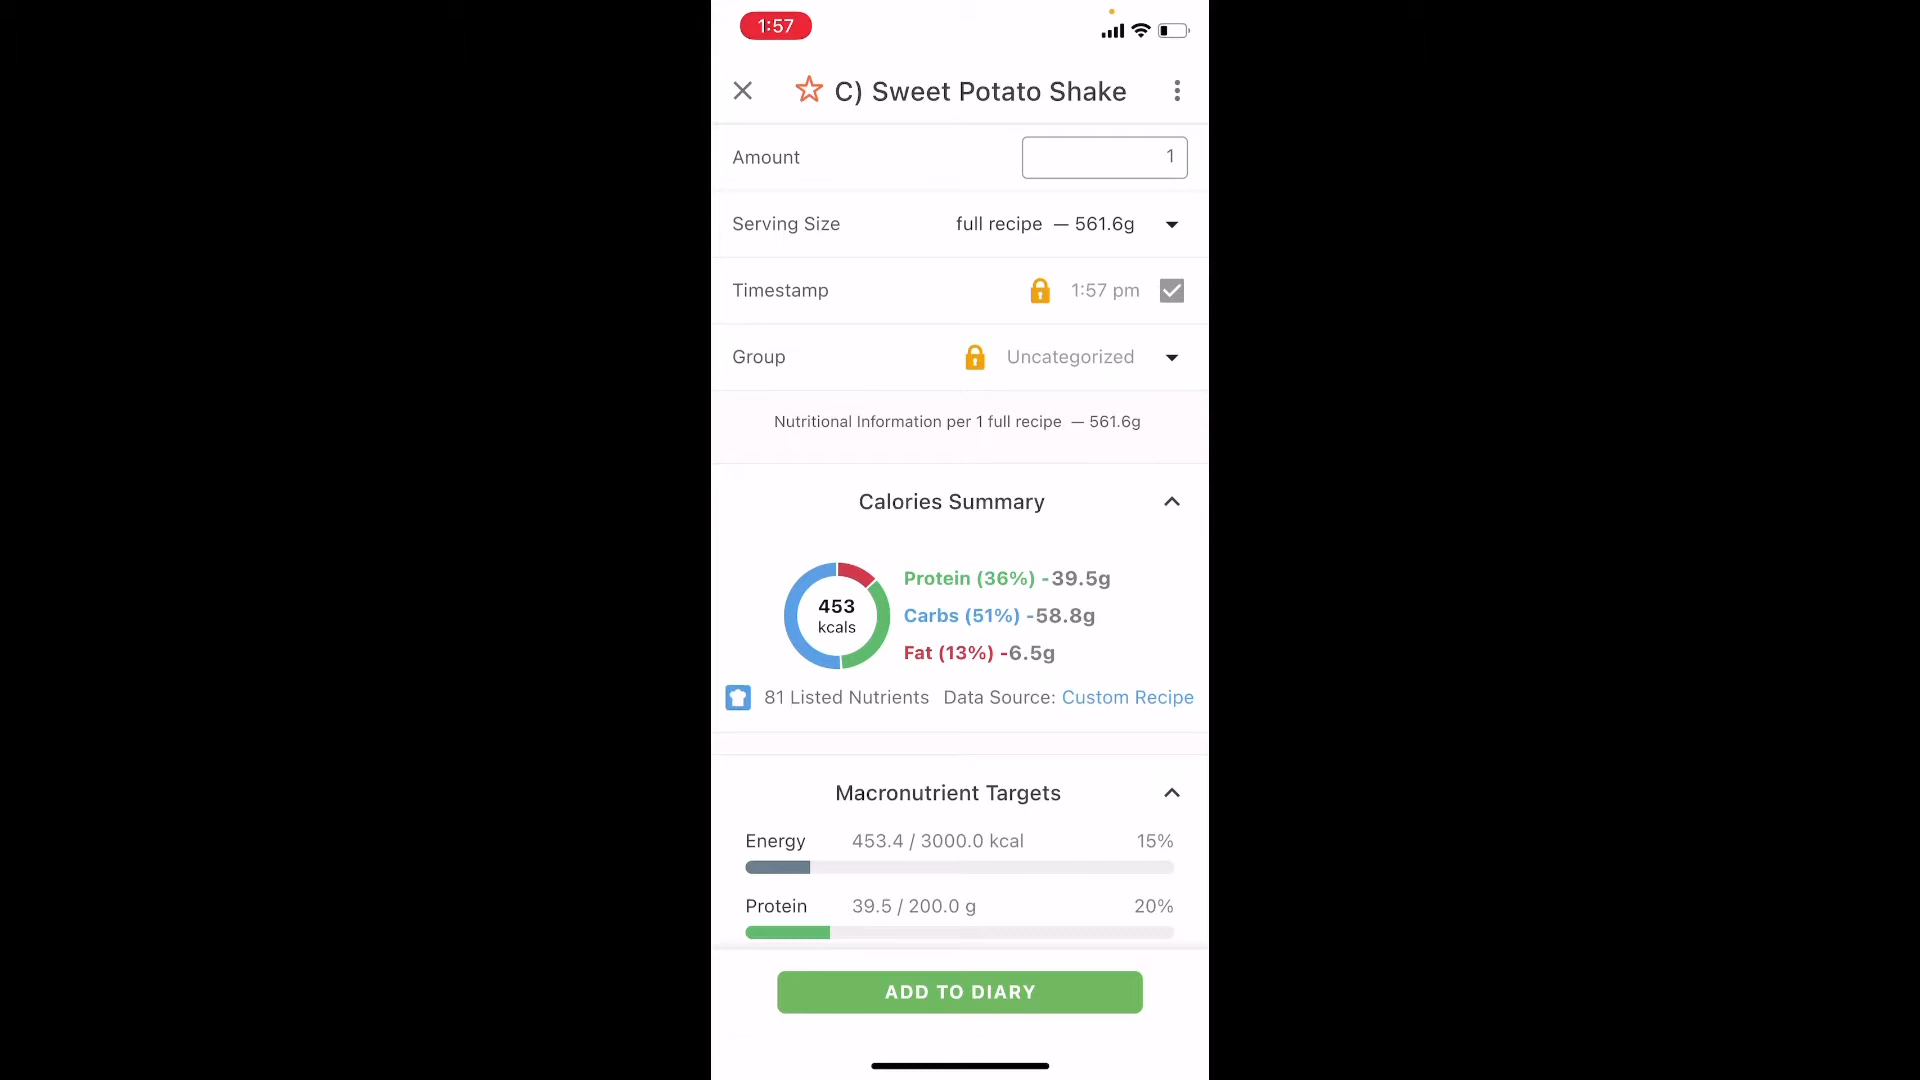 1:57
C) Sweet Potato Shake
Amount 1
Serving Size full recipe — 561.6g
Timestamp 1:57 pm
Group Uncategorized
Nutritional Information per 1 full recipe — 561.6g
Calories Summary
453
kcals
Protein (36%) - 39.5g
Carbs (51%) - 58.8g
Fat (13%) - 6.5g
81 Listed Nutrients Data Source: Custom Recipe
Macronutrient Targets
Energy 453.4 / 3000.0 kcal 15%
Protein 39.5 / 200.0 g 20%
ADD TO DIARY